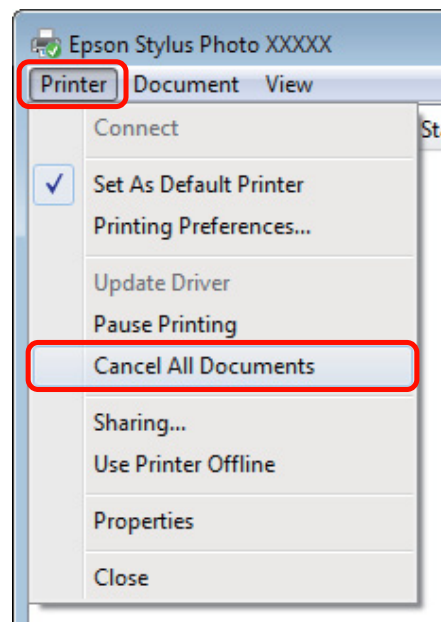 Epson Stylus Photo XXXXX
Printer Document View
Connect
Set As Default Printer
Printing Preferences...
Update Driver
Pause Printing
Cancel All Documents
Sharing...
Use Printer Offline
Properties
Close